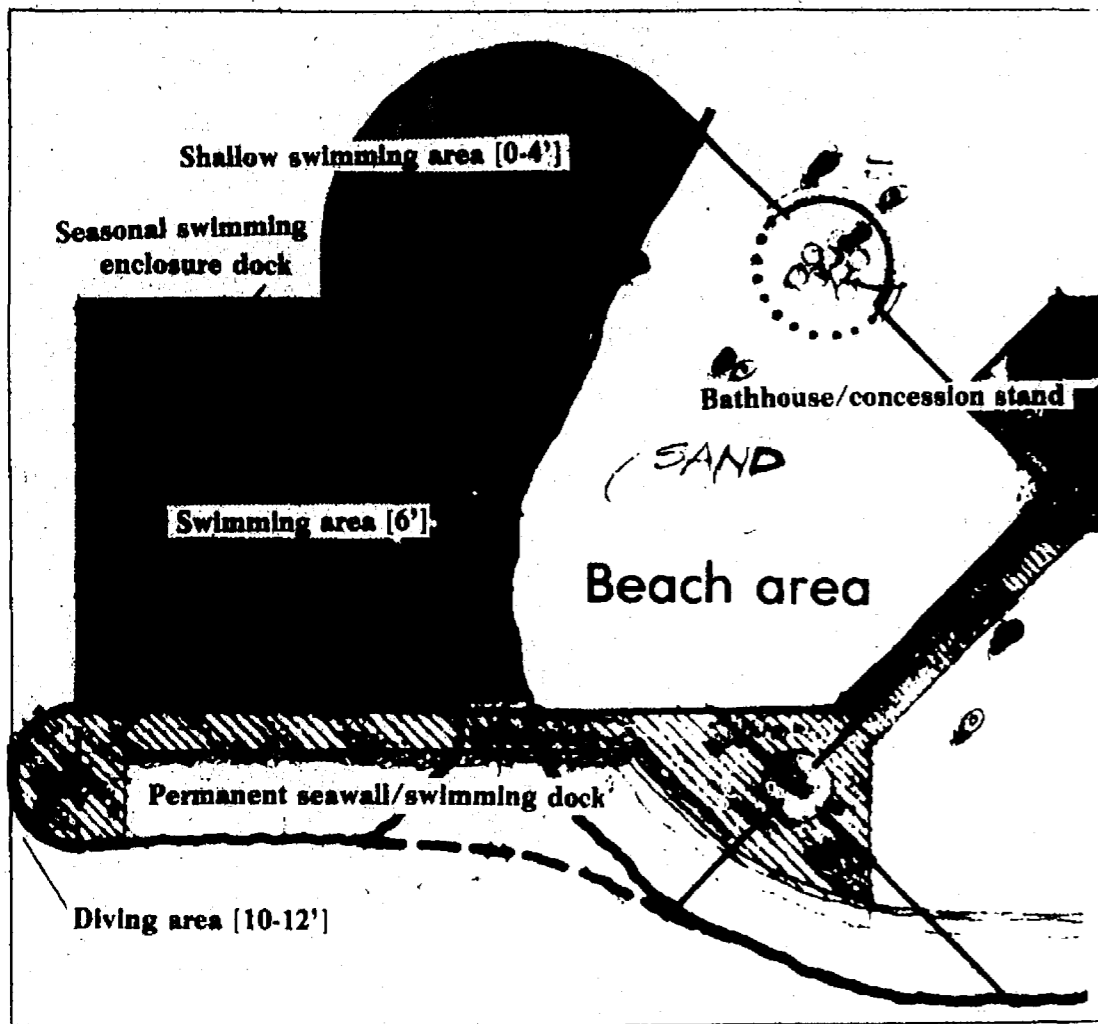 Shallow swimming area [0-4']
Seasonal swimming
enclosure dock
Bathhouse/concession stand
SAND
Swimming area [6']
Beach area
Permanent seawall/swimming dock
Diving area [10-12']